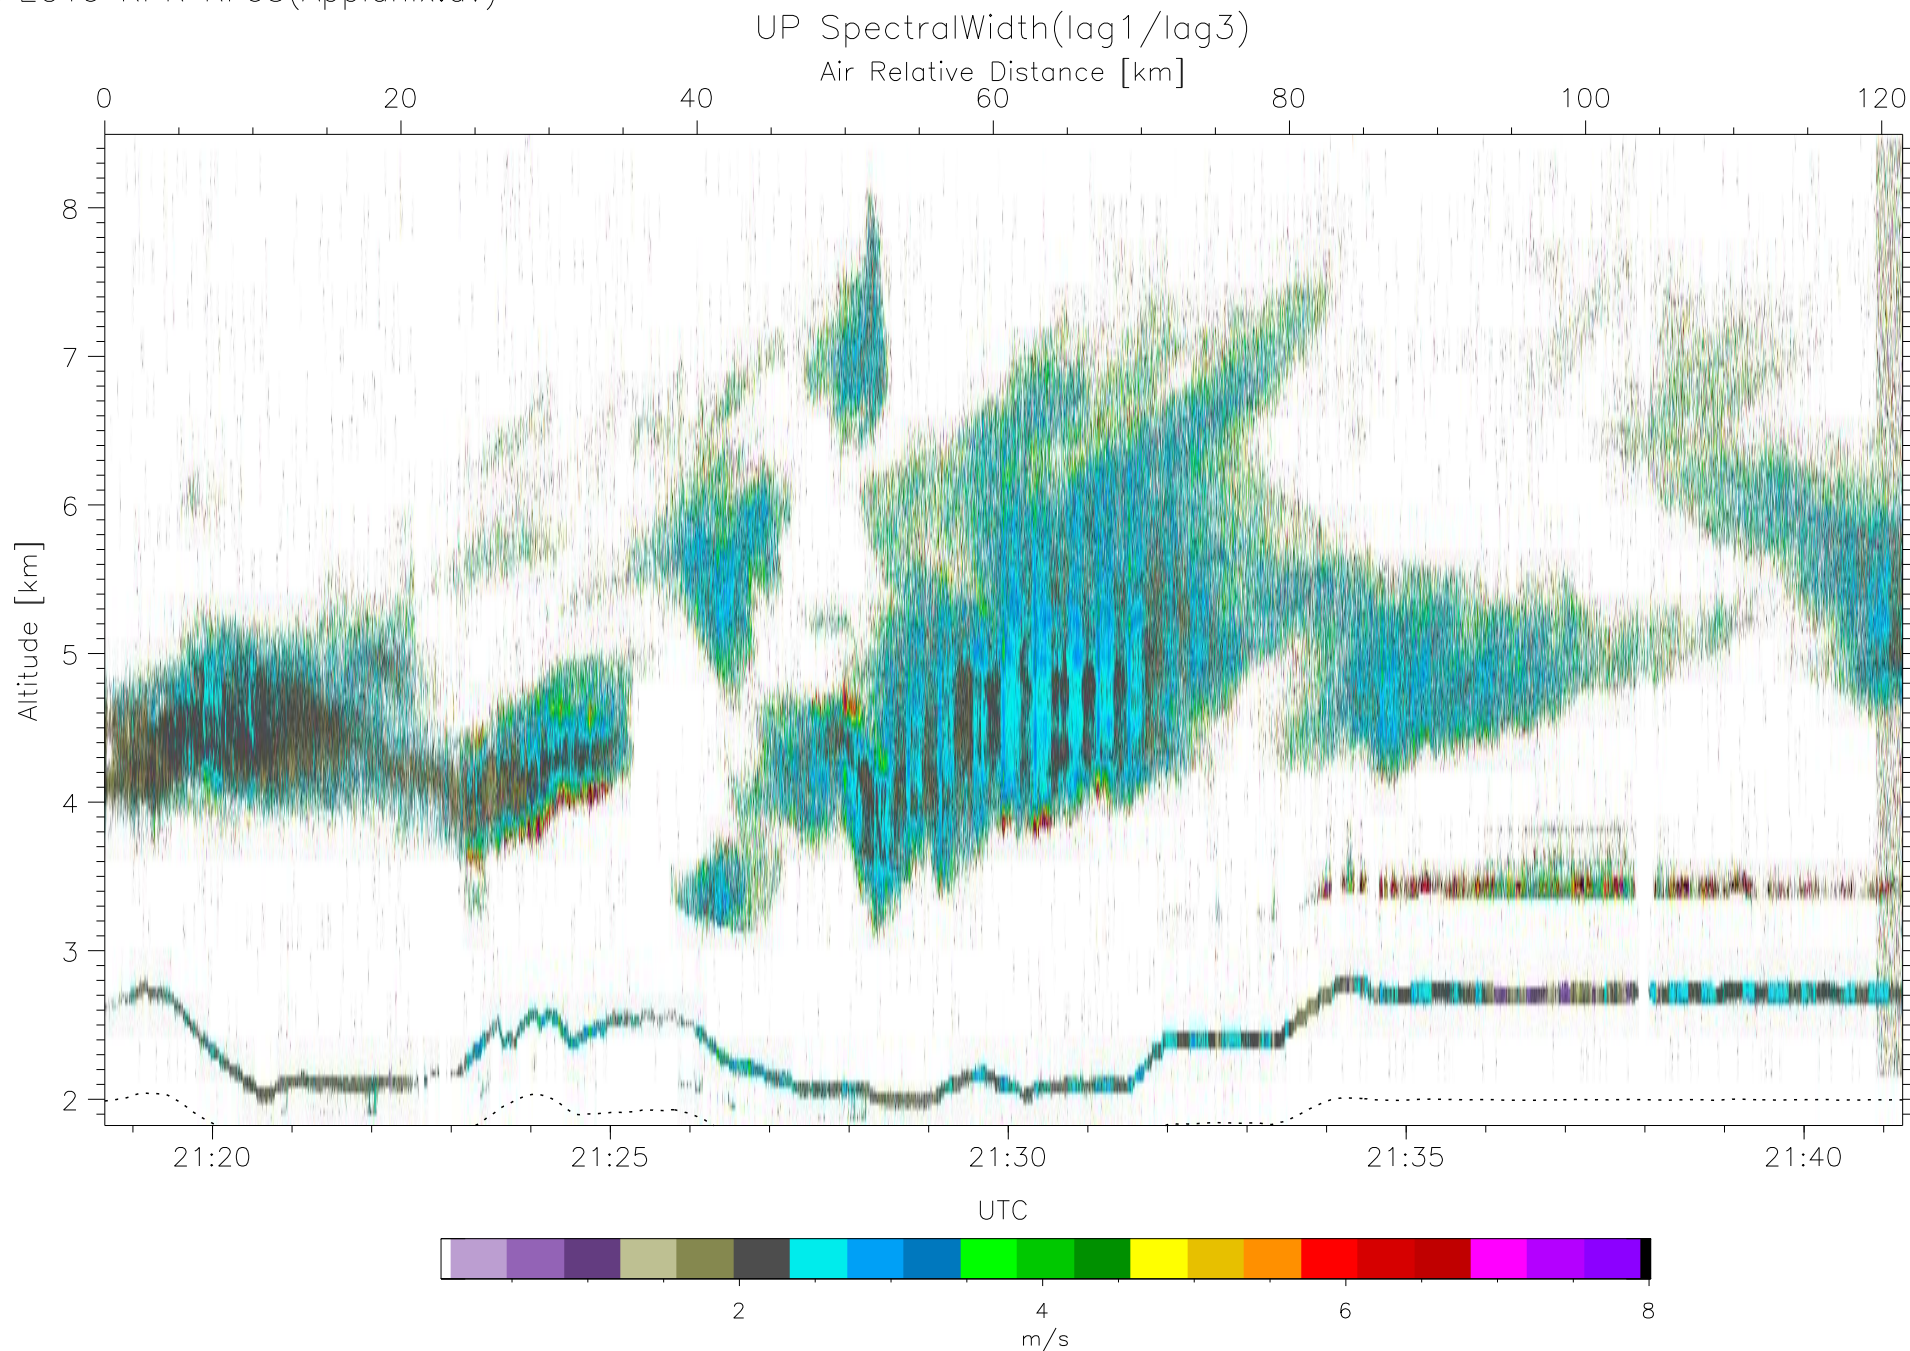 UP SpectralWidth(lag1/lag3)
Air Relative Distance [km]
0 20 40 60 80 100 120
Altitude [km]
8
7
6
5
4
3
2
21:20 21:25 21:30 21:35 21:40
UTC
2 4 6 8
m/s